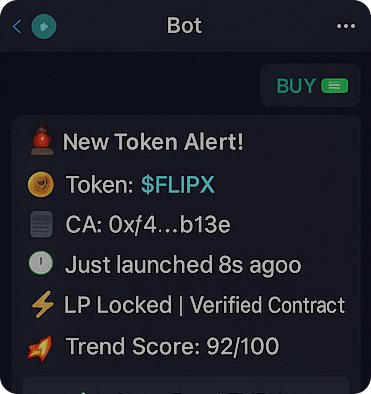 Bot
BUY
New Token Alert!
Token: $FLIPX
CA: 0xf4...b13e
Just launched 8s agoo
LP Locked | Verified Contract
Trend Score: 92/100